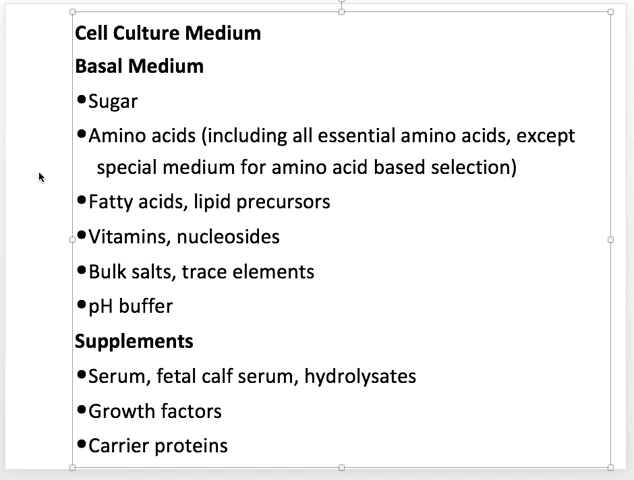 Cell Culture Medium
Basal Medium
•Sugar
•Amino acids (including all essential amino acids, except
special medium for amino acid based selection)
•Fatty acids, lipid precursors
•Vitamins, nucleosides
•Bulk salts, trace elements
•pH buffer
Supplements
•Serum, fetal calf serum, hydrolysates
•Growth factors
•Carrier proteins